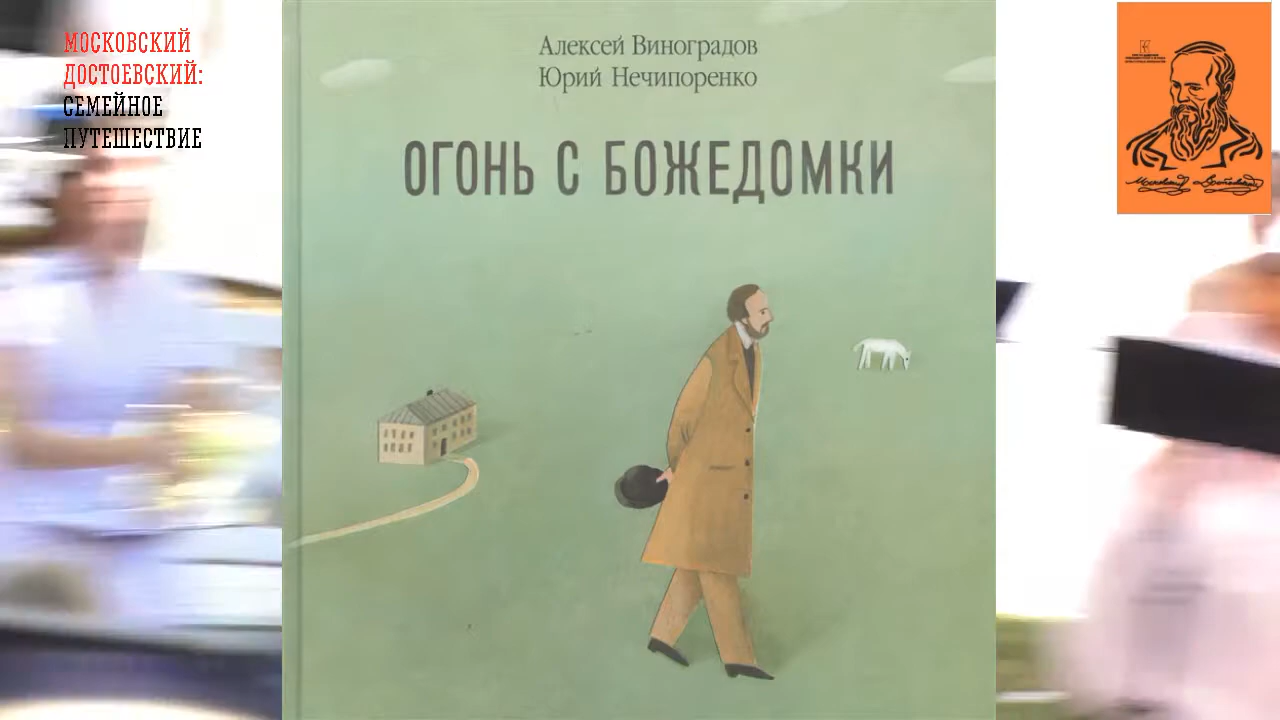 МОСКОВСКИЙ
ДОСТОЕВСКИЙ:
СЕМЕЙНОЕ
ПУТЕШЕСТВИЕ
Алексей Виноградов
Юрий Нечипоренко
ОГОНЬ С БОЖЕДОМКИ